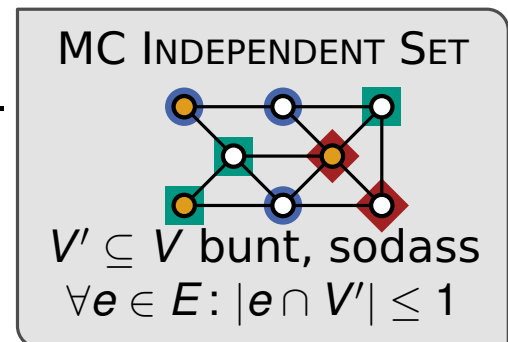 MC INDEPENDENT SET
V′ ⊆ V bunt, sodass
∀e ∈ E : |e ∩ V′| ≤ 1